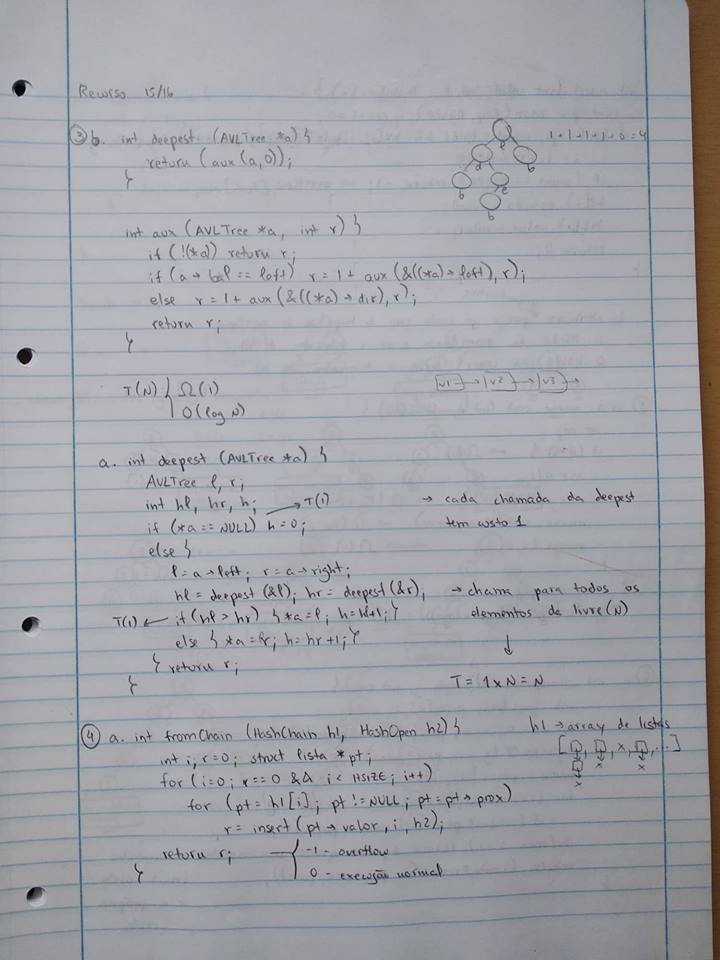 Recurso 15/16
③ b. int deepest (AVLTree *a) {
return (aux(a,0));
}
1+1+1+1+0=4
e
d b
b e
b
int aux (AVLTree *a, int r) {
if (!(*a)) return r;
if (a→bal == left) r = 1 + aux(&((*a)→left), r);
else r = 1 + aux(&((*a)→dir), r);
return r;
}
T(N) { Ω(1)
O(log N)
v1 → v2 → v3 →
a. int deepest (AVLTree *a) {
AVLTree l, r;
int hl, hr, h; → T(1)
if (*a == NULL) h=0;
else {
l = a→left; r = a→right;
hl = deepest(&l); hr = deepest(&r);
T(1) ← if (hl > hr) { *a=l; h=hl+1; }
else { *a=r; h=hr+1; }
} return r;
}
→ cada chamada da deepest
tem custo 1
→ chama para todos os
elementos da livre (N)
↓
T = 1×N = N
④ a. int fromChain (HashChain h1, HashOpen h2) {
int i, r=0; struct lista *pt;
for (i=0; r==0 && i < HSIZE; i++)
for (pt = h1[i]; pt != NULL; pt = pt→prox)
r = insert (pt→valor, i, h2);
return r; { -1 - overflow
0 - execução normal
}
h1 → array de listas
[ , , x, , ...]
x x
x